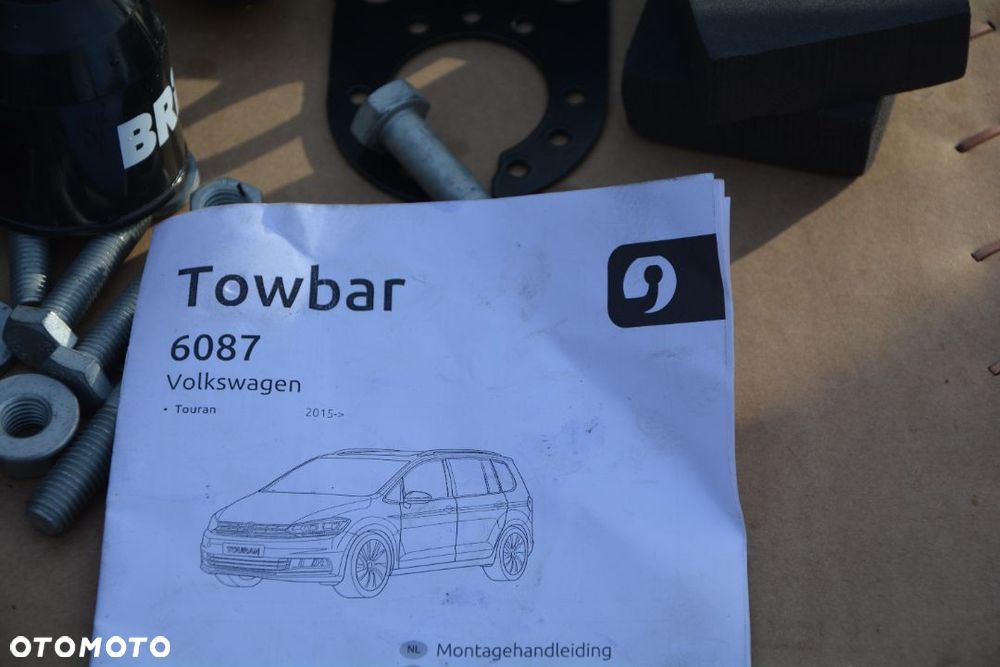 BRI
Towbar
6087
Volkswagen
• Touran 2015->
TOURAN
NL Montagehandleiding
OTOMOTO